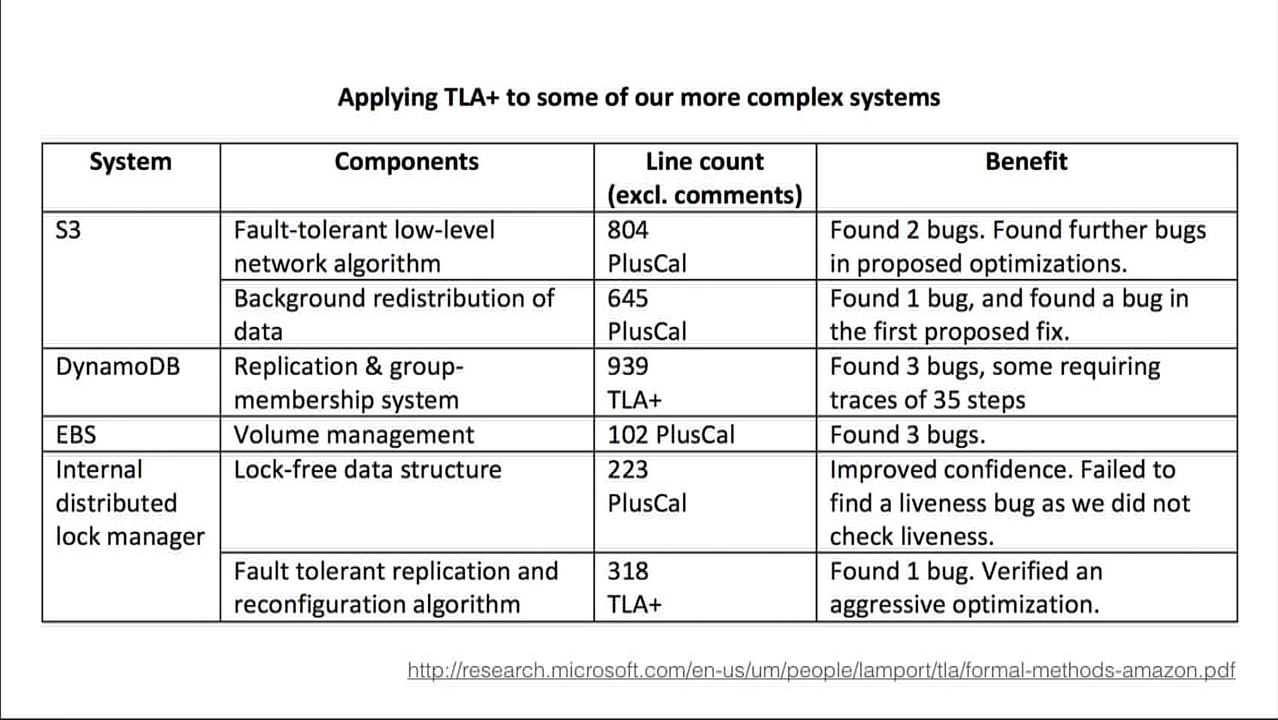 Applying TLA+ to some of our more complex systems
System
Components
Line count
(excl. comments)
Benefit
S3
Fault-tolerant low-level
network algorithm
804
PlusCal
Found 2 bugs. Found further bugs
in proposed optimizations.
Background redistribution of
data
645
PlusCal
Found 1 bug, and found a bug in
the first proposed fix.
DynamoDB
Replication & group-
membership system
939
TLA+
Found 3 bugs, some requiring
traces of 35 steps
EBS
Volume management
102 PlusCal
Found 3 bugs.
Internal
distributed
lock manager
Lock-free data structure
223
PlusCal
Improved confidence. Failed to
find a liveness bug as we did not
check liveness.
Fault tolerant replication and
reconfiguration algorithm
318
TLA+
Found 1 bug. Verified an
aggressive optimization.
http://research.microsoft.com/en-us/um/people/lamport/tla/formal-methods-amazon.pdf